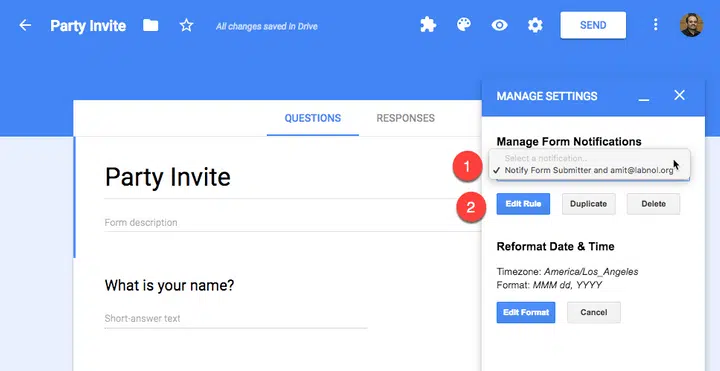 Party Invite
All changes saved in Drive
SEND
QUESTIONS
RESPONSES
Party Invite
Form description
What is your name?
Short-answer text
MANAGE SETTINGS
Manage Form Notifications
1
Select a notification..
✓ Notify Form Submitter and amit@labnol.org
2
Edit Rule
Duplicate
Delete
Reformat Date & Time
Timezone: America/Los_Angeles
Format: MMM dd, YYYY
Edit Format
Cancel